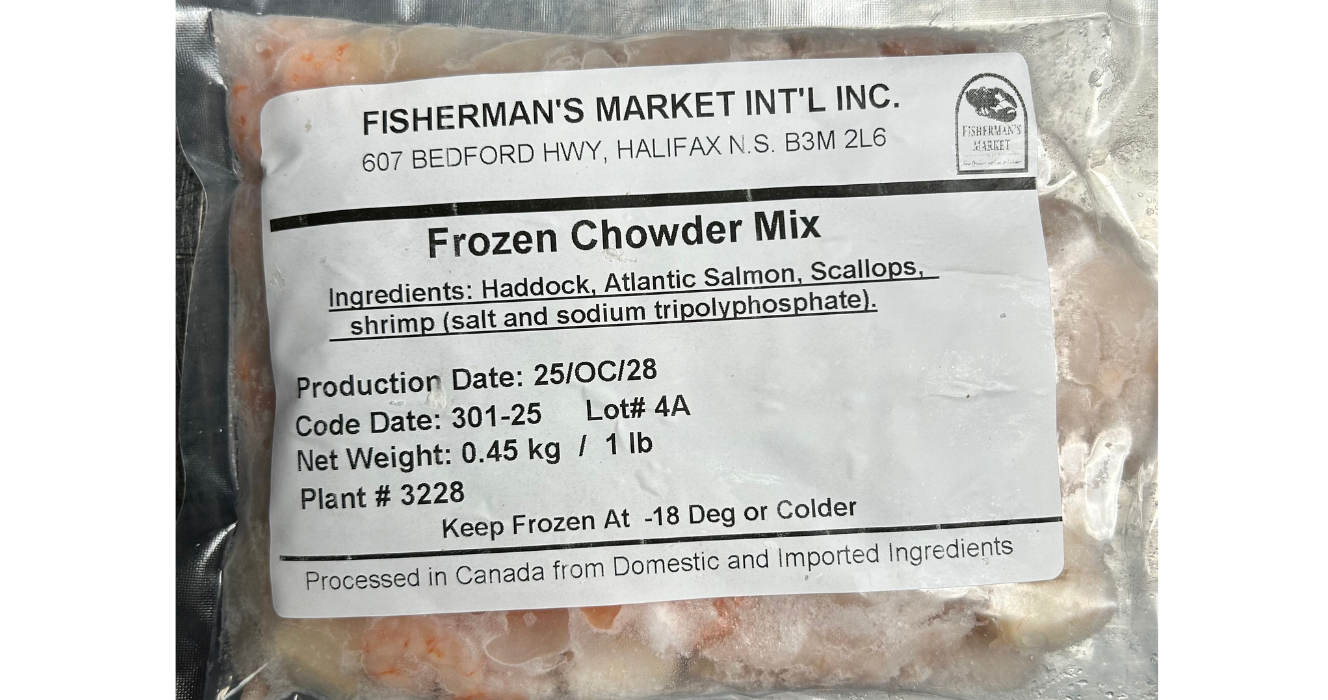 FISHERMAN'S MARKET INT'L INC.
607 BEDFORD HWY, HALIFAX N.S. B3M 2L6
FISHERMAN'S
MARKET
Frozen Chowder Mix
Ingredients: Haddock, Atlantic Salmon, Scallops,
shrimp (salt and sodium tripolyphosphate).
Production Date: 25/OC/28
Code Date: 301-25 Lot# 4A
Net Weight: 0.45 kg / 1 lb
Plant # 3228
Keep Frozen At -18 Deg or Colder
Processed in Canada from Domestic and Imported Ingredients